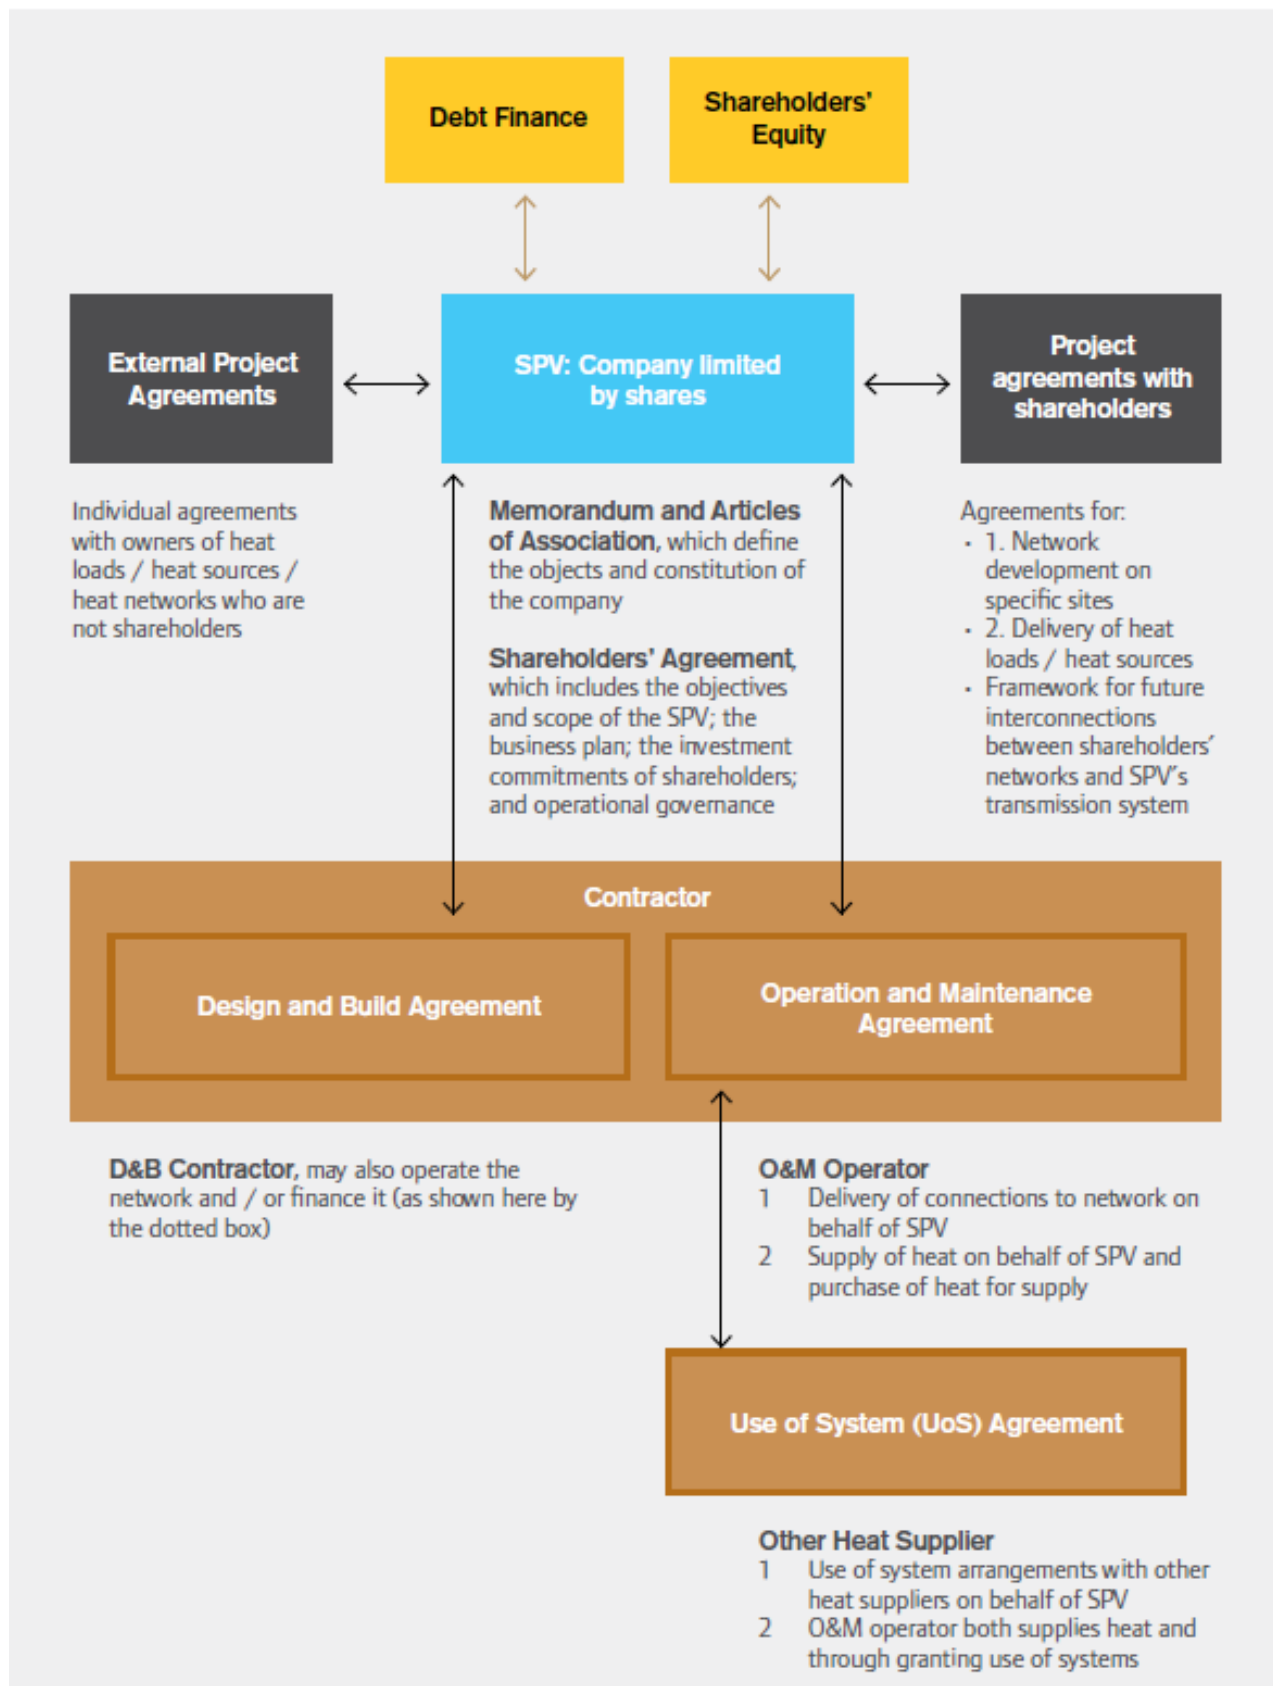 Debt Finance
Shareholders’
Equity
External Project
Agreements
SPV: Company limited
by shares
Project
agreements with
shareholders
Individual agreements
with owners of heat
loads / heat sources /
heat networks who are
not shareholders
Memorandum and Articles
of Association, which define
the objects and constitution of
the company
Shareholders’ Agreement,
which includes the objectives
and scope of the SPV; the
business plan; the investment
commitments of shareholders;
and operational governance
Agreements for:
• 1. Network
development on
specific sites
• 2. Delivery of heat
loads / heat sources
• Framework for future
interconnections
between shareholders’
networks and SPV’s
transmission system
Contractor
Design and Build Agreement
Operation and Maintenance
Agreement
D&B Contractor, may also operate the
network and / or finance it (as shown here by
the dotted box)
O&M Operator
1 Delivery of connections to network on
behalf of SPV
2 Supply of heat on behalf of SPV and
purchase of heat for supply
Use of System (UoS) Agreement
Other Heat Supplier
1 Use of system arrangements with other
heat suppliers on behalf of SPV
2 O&M operator both supplies heat and
through granting use of systems